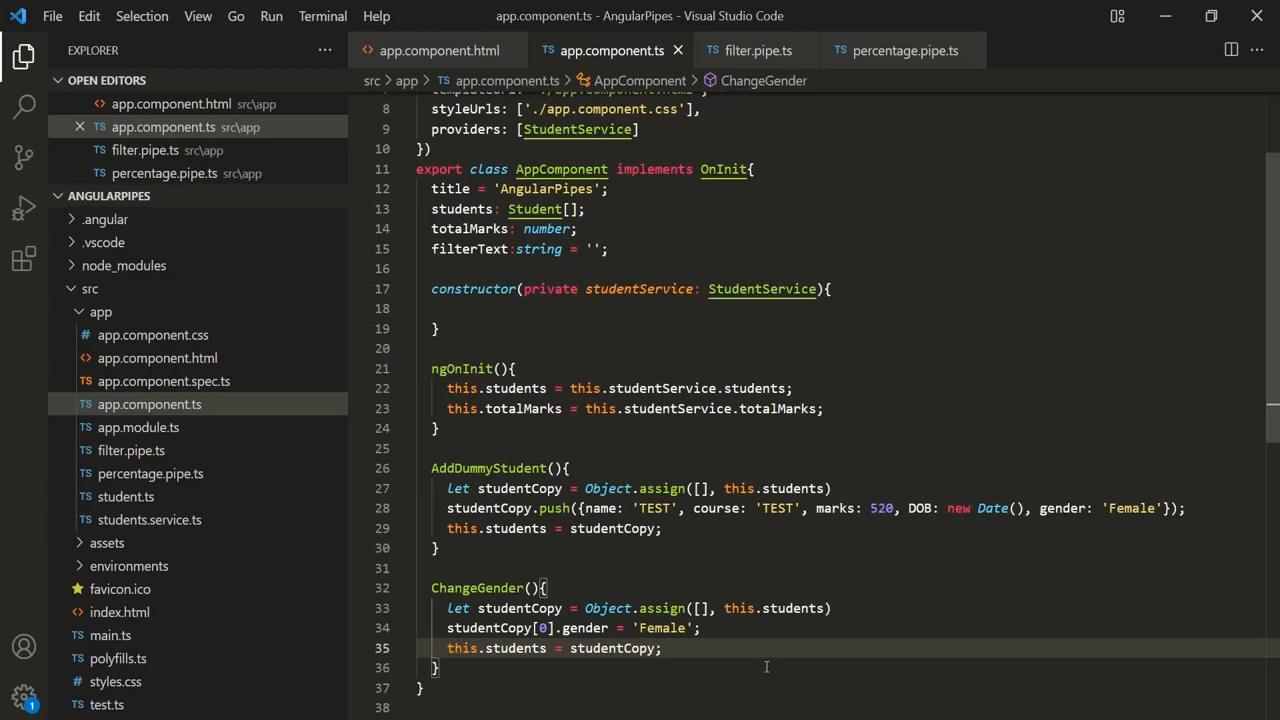 File Edit Selection View Go Run Terminal Help app.component.ts - AngularPipes - Visual Studio Code
EXPLORER
OPEN EDITORS
app.component.html src\app
app.component.ts src\app
filter.pipe.ts src\app
percentage.pipe.ts src\app
ANGULARPIPES
.angular
.vscode
node_modules
src
app
app.component.css
app.component.html
app.component.spec.ts
app.component.ts
app.module.ts
filter.pipe.ts
percentage.pipe.ts
student.ts
students.service.ts
assets
environments
favicon.ico
index.html
main.ts
polyfills.ts
styles.css
test.ts
1
app.component.html app.component.ts filter.pipe.ts percentage.pipe.ts
src > app > TS app.component.ts > AppComponent > ChangeGender
8 styleUrls: ['./app.component.css'],
9 providers: [StudentService]
10 })
11 export class AppComponent implements OnInit{
12 title = 'AngularPipes';
13 students: Student[];
14 totalMarks: number;
15 filterText:string = '';
16
17 constructor(private studentService: StudentService){
18
19 }
20
21 ngOnInit(){
22 this.students = this.studentService.students;
23 this.totalMarks = this.studentService.totalMarks;
24 }
25
26 AddDummyStudent(){
27 let studentCopy = Object.assign([], this.students)
28 studentCopy.push({name: 'TEST', course: 'TEST', marks: 520, DOB: new Date(), gender: 'Female'});
29 this.students = studentCopy;
30 }
31
32 ChangeGender(){
33 let studentCopy = Object.assign([], this.students)
34 studentCopy[0].gender = 'Female';
35 this.students = studentCopy;
36 }
37 }
38